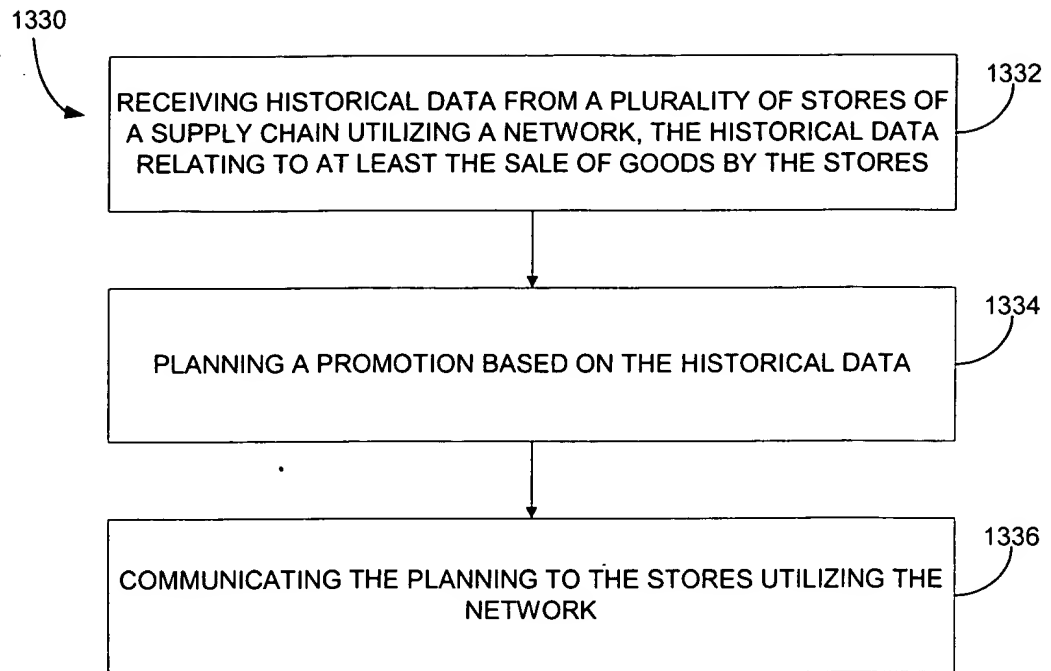 1330
1332
RECEIVING HISTORICAL DATA FROM A PLURALITY OF STORES OF
A SUPPLY CHAIN UTILIZING A NETWORK, THE HISTORICAL DATA
RELATING TO AT LEAST THE SALE OF GOODS BY THE STORES
1334
PLANNING A PROMOTION BASED ON THE HISTORICAL DATA
1336
COMMUNICATING THE PLANNING TO THE STORES UTILIZING THE
NETWORK